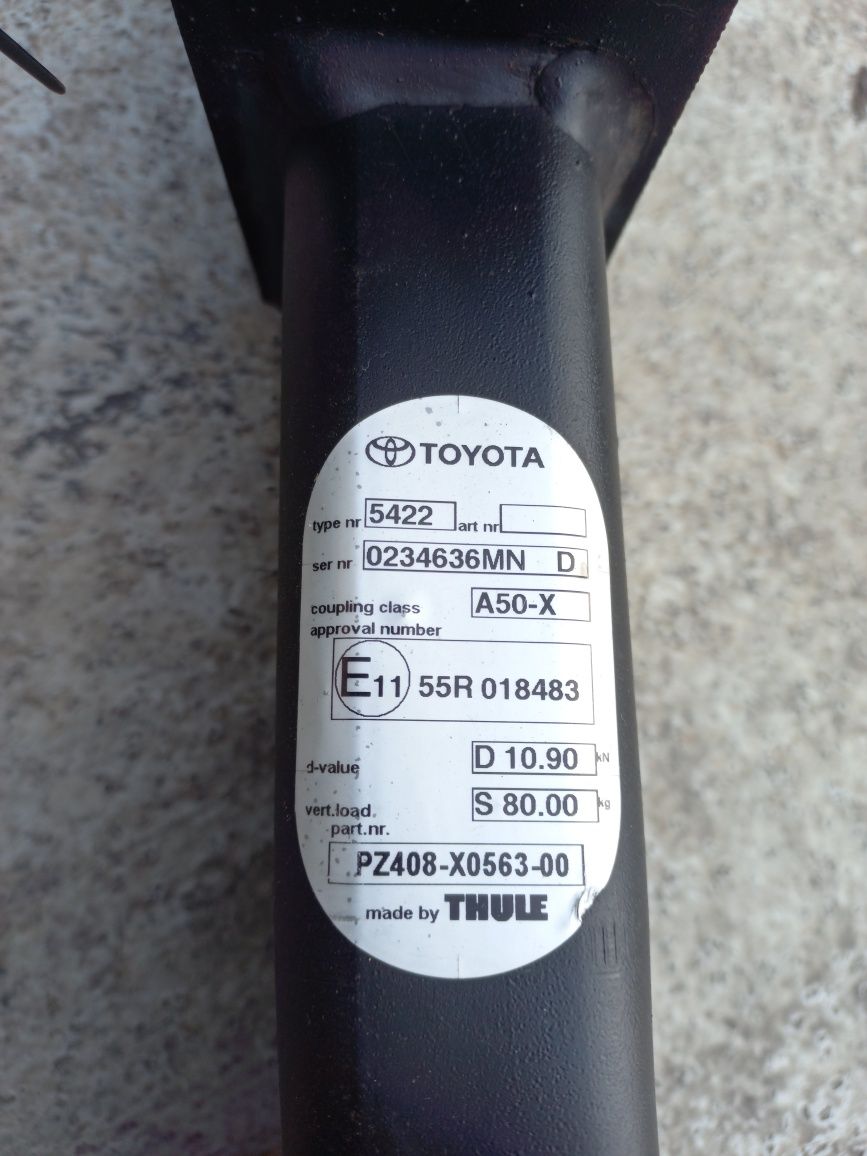 TOYOTA
type nr 5422 art nr
ser nr 0234636MN D
coupling class A50-X
approval number
E11 55R 018483
d-value D 10.90 kN
vert.load. S 80.00 kg
part.nr.
PZ408-X0563-00
made by THULE